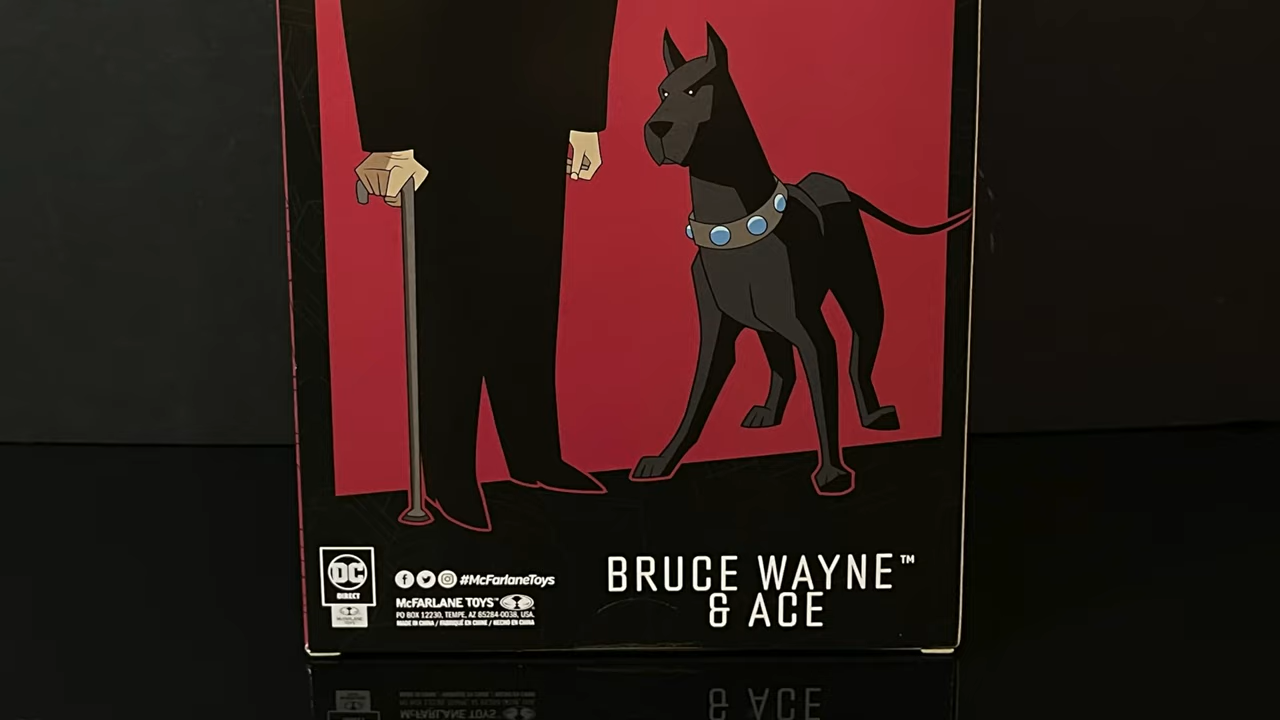 DC
DIRECT
#McFarlaneToys
McFARLANE TOYS™
PO BOX 12230, TEMPE, AZ 85284-0038, USA.
MADE IN CHINA / FABRIQUÉ EN CHINE / HECHO EN CHINA
BRUCE WAYNE™
& ACE